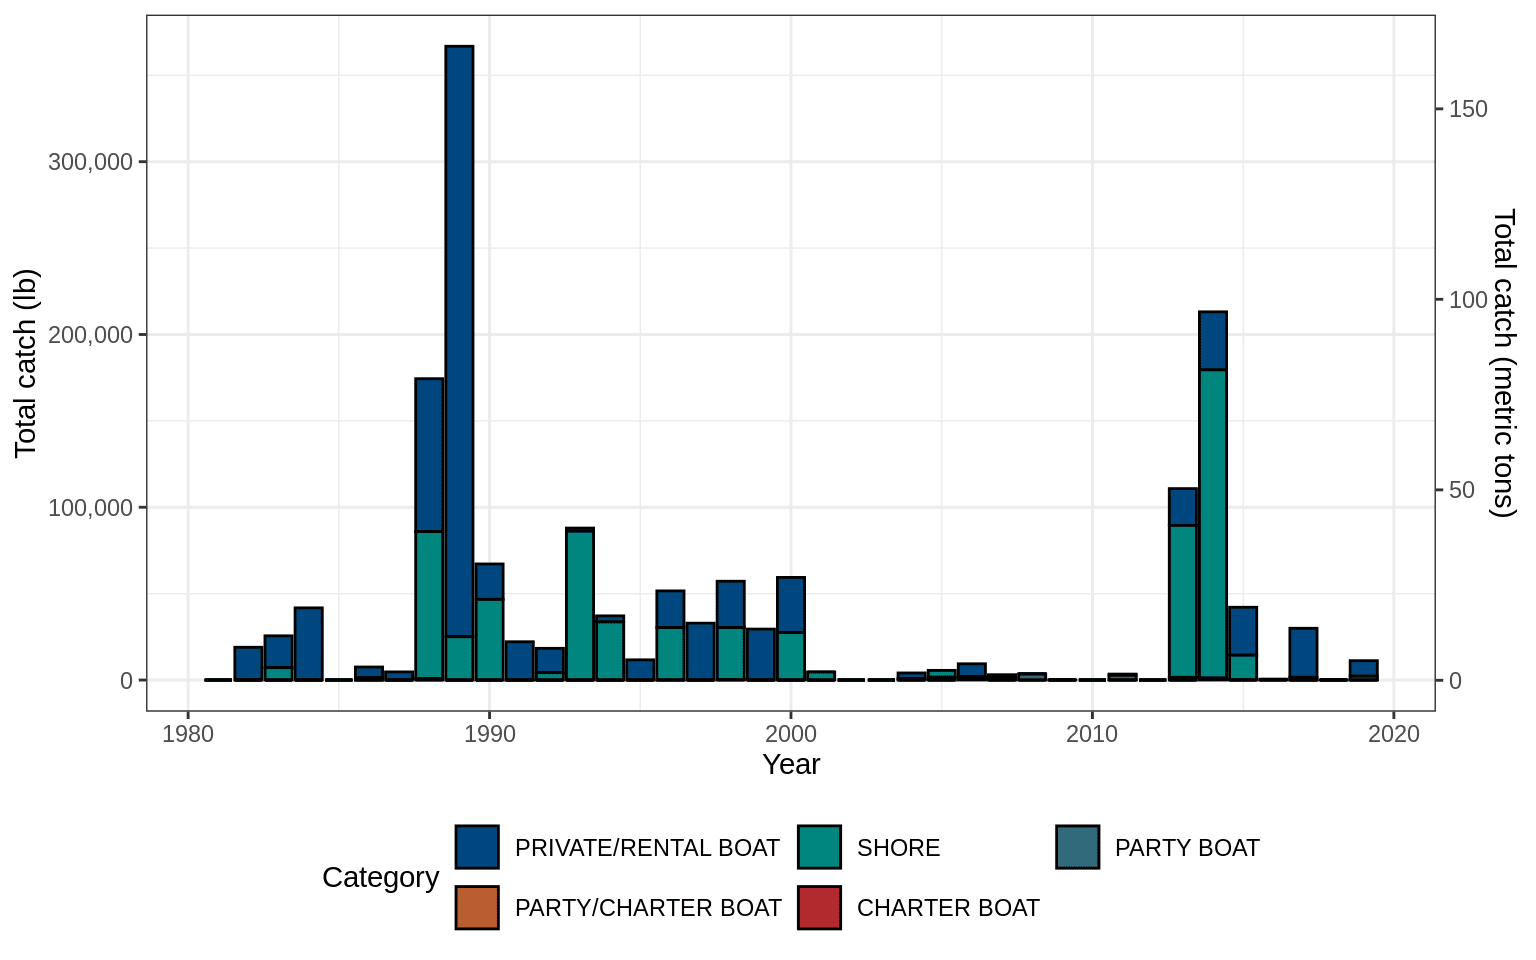 Total catch (lb)
300,000
200,000
100,000
0
150
100
50
0
Total catch (metric tons)
1980 1990 2000 2010 2020
Year
Category
PRIVATE/RENTAL BOAT SHORE PARTY BOAT
PARTY/CHARTER BOAT CHARTER BOAT